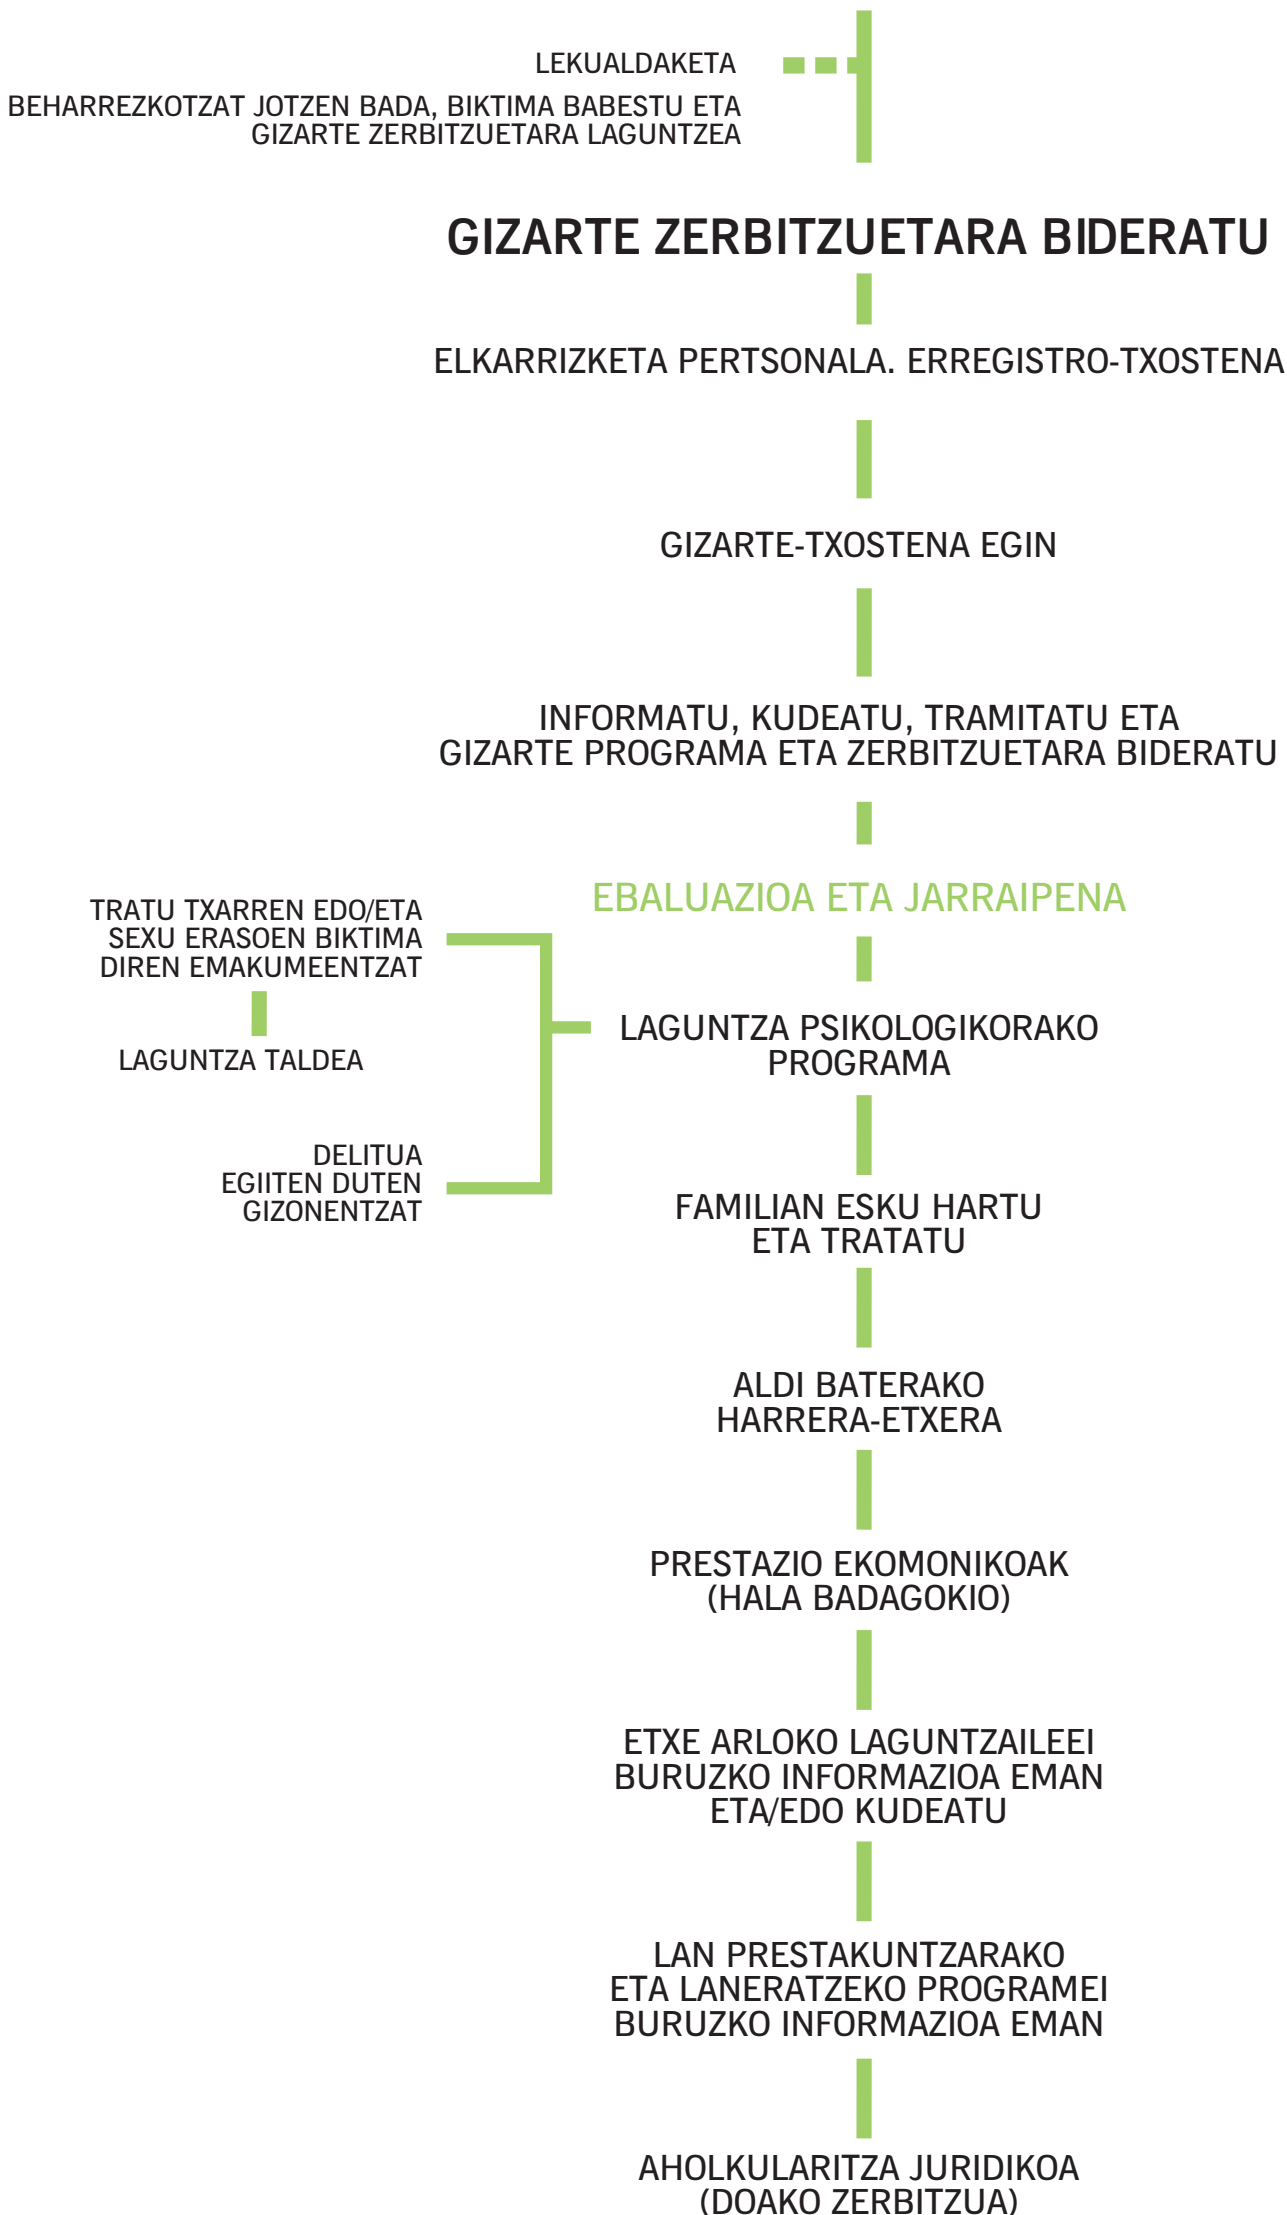 LEKUALDAKETA
BEHARREZKOTZAT JOTZEN BADA, BIKTIMA BABESTU ETA
GIZARTE ZERBITZUETARA LAGUNTZEA
GIZARTE ZERBITZUETARA BIDERATU
ELKARRIZKETA PERTSONALA. ERREGISTRO-TXOSTENA
GIZARTE-TXOSTENA EGIN
INFORMATU, KUDEATU, TRAMITATU ETA
GIZARTE PROGRAMA ETA ZERBITZUETARA BIDERATU
EBALUAZIOA ETA JARRAIPENA
TRATU TXARREN EDO/ETA
SEXU ERASOEN BIKTIMA
DIREN EMAKUMEENTZAT
LAGUNTZA TALDEA
LAGUNTZA PSIKOLOGIKORAKO
PROGRAMA
DELITUA
EGIITEN DUTEN
GIZONENTZAT
FAMILIAN ESKU HARTU
ETA TRATATU
ALDI BATERAKO
HARRERA-ETXERA
PRESTAZIO EKOMONIKOAK
(HALA BADAGOKIO)
ETXE ARLOKO LAGUNTZAILEEI
BURUZKO INFORMAZIOA EMAN
ETA/EDO KUDEATU
LAN PRESTAKUNTZARAKO
ETA LANERATZEKO PROGRAMEI
BURUZKO INFORMAZIOA EMAN
AHOLKULARITZA JURIDIKOA
(DOAKO ZERBITZUA)